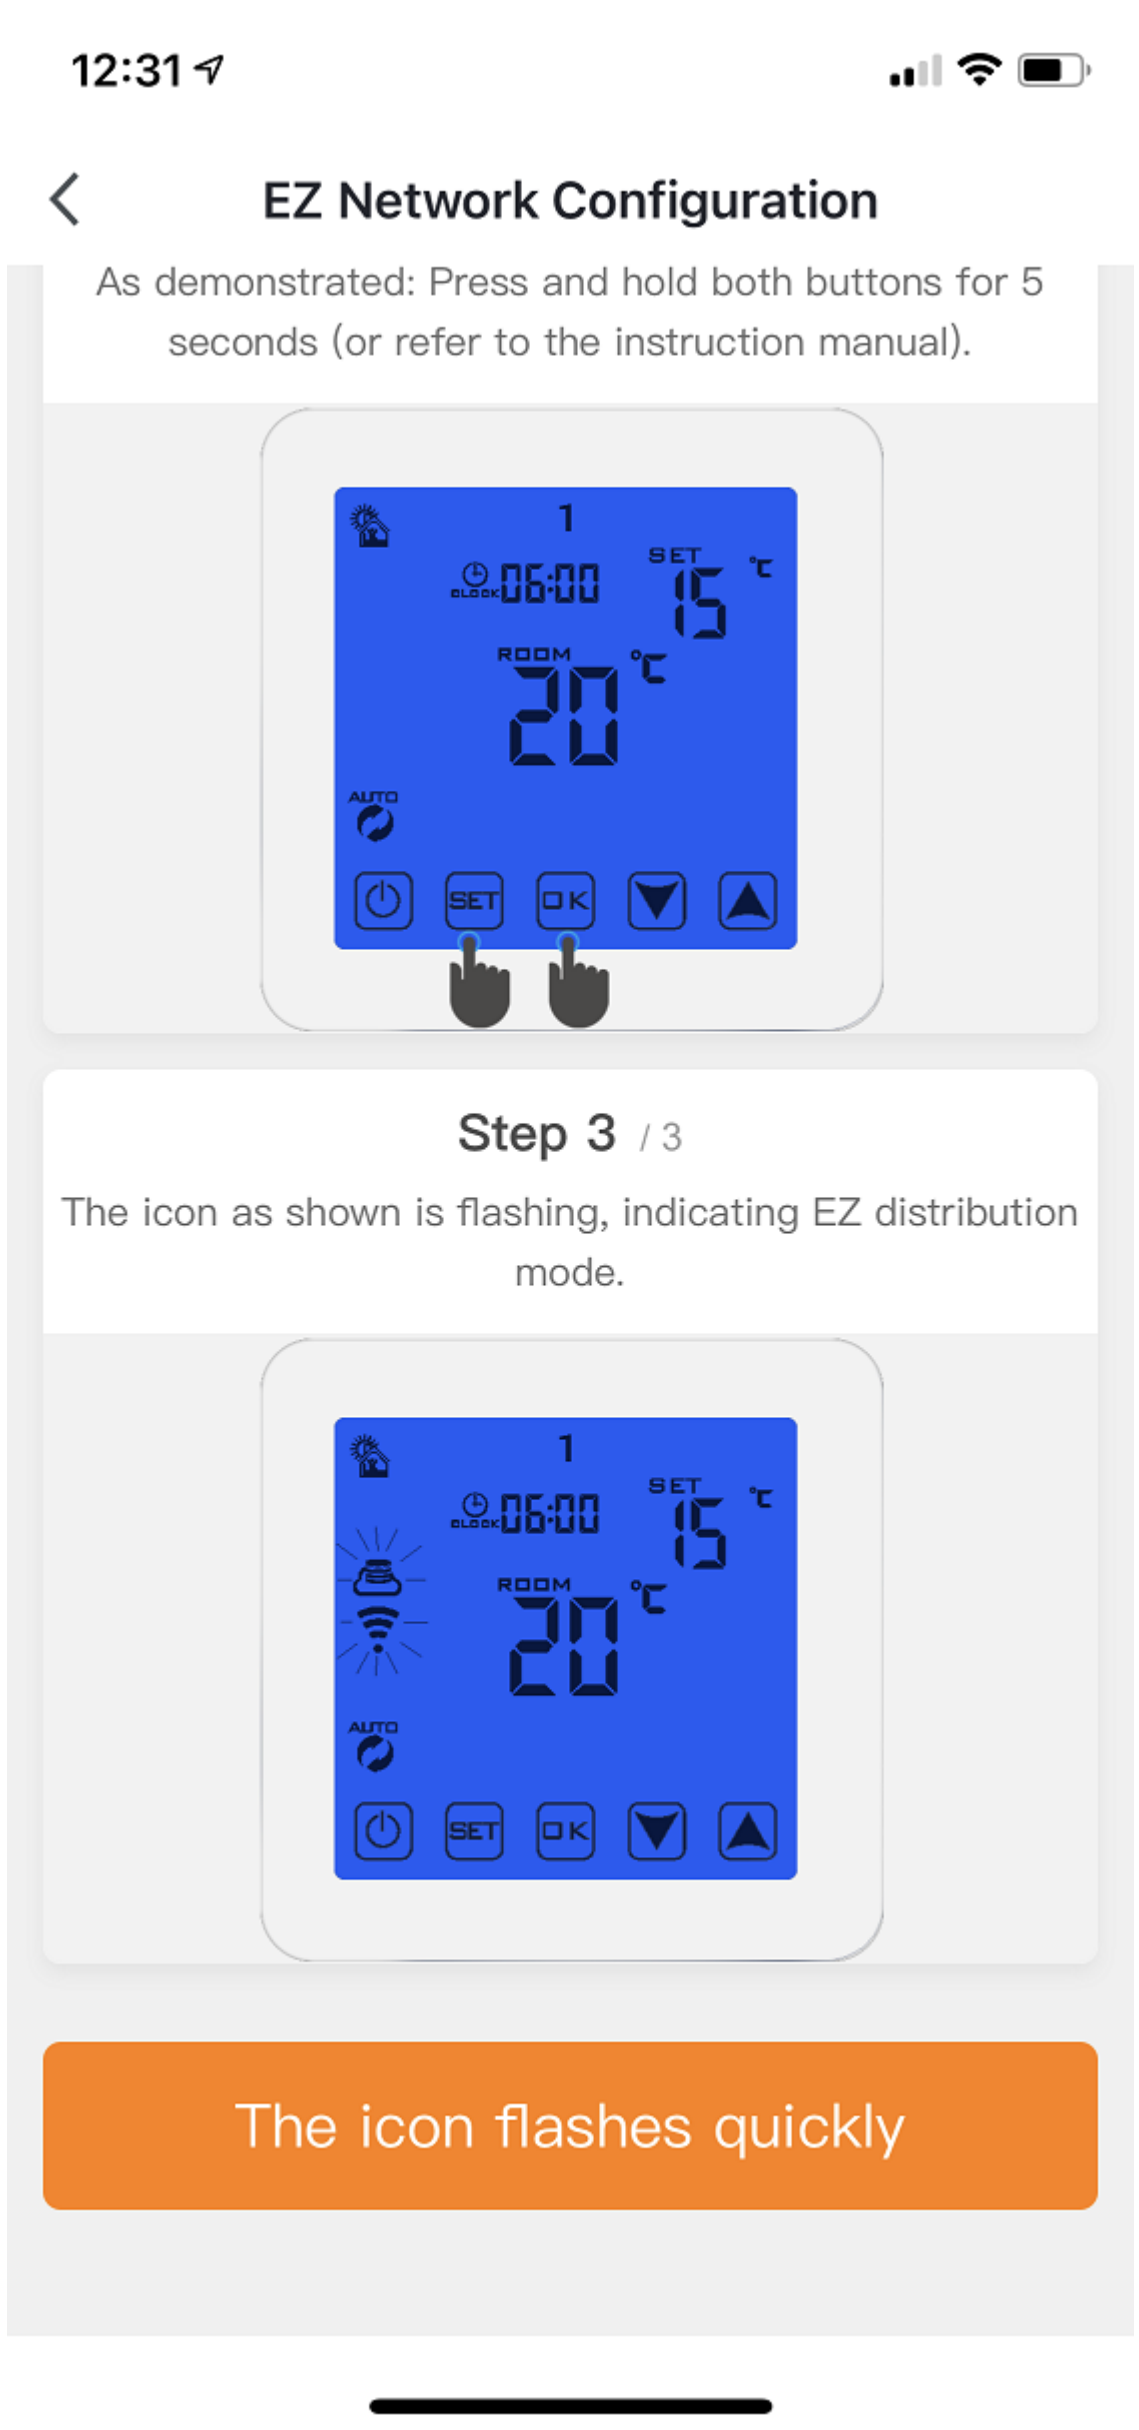 12:31
EZ Network Configuration
As demonstrated: Press and hold both buttons for 5
seconds (or refer to the instruction manual).
1
SET
CLOCK 06:00 15 °C
ROOM
20 °C
AUTO
SET OK
Step 3 / 3
The icon as shown is flashing, indicating EZ distribution
mode.
1
SET
CLOCK 06:00 15 °C
ROOM
20 °C
AUTO
SET OK
The icon flashes quickly